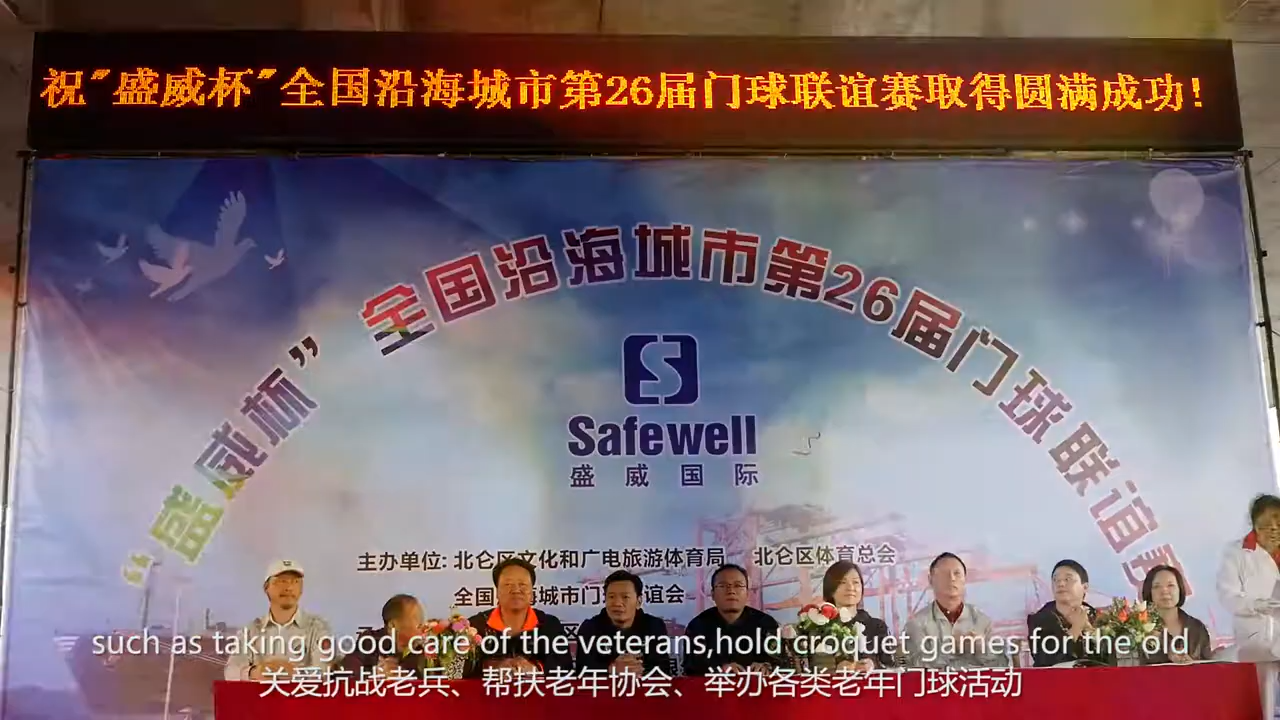 祝"盛威杯"全国沿海城市第26届门球联谊赛取得圆满成功!
“盛威杯”全国沿海城市第26届门球联谊赛
Safewell
盛威国际
主办单位:北仑区文化和广电旅游体育局 北仑区体育总会
全国 海城市门 谊会
such as taking good care of the veterans,hold croquet games for the old
关爱抗战老兵、帮扶老年协会、举办各类老年门球活动